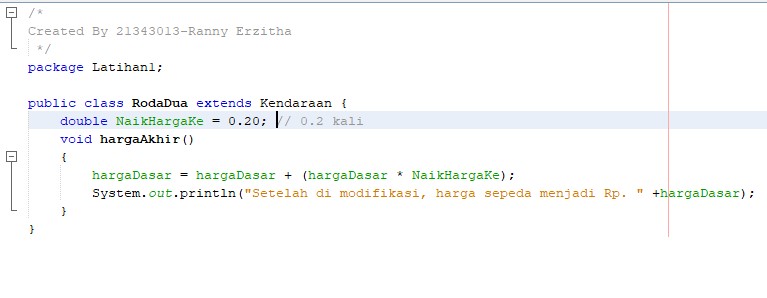 /*
Created By 21343013-Ranny Erzitha
 */
package Latihan1;

public class RodaDua extends Kendaraan {
    double NaikHargaKe = 0.20; // 0.2 kali
    void hargaAkhir()
    {
        hargaDasar = hargaDasar + (hargaDasar * NaikHargaKe);
        System.out.println("Setelah di modifikasi, harga sepeda menjadi Rp. " +hargaDasar);
    }
}